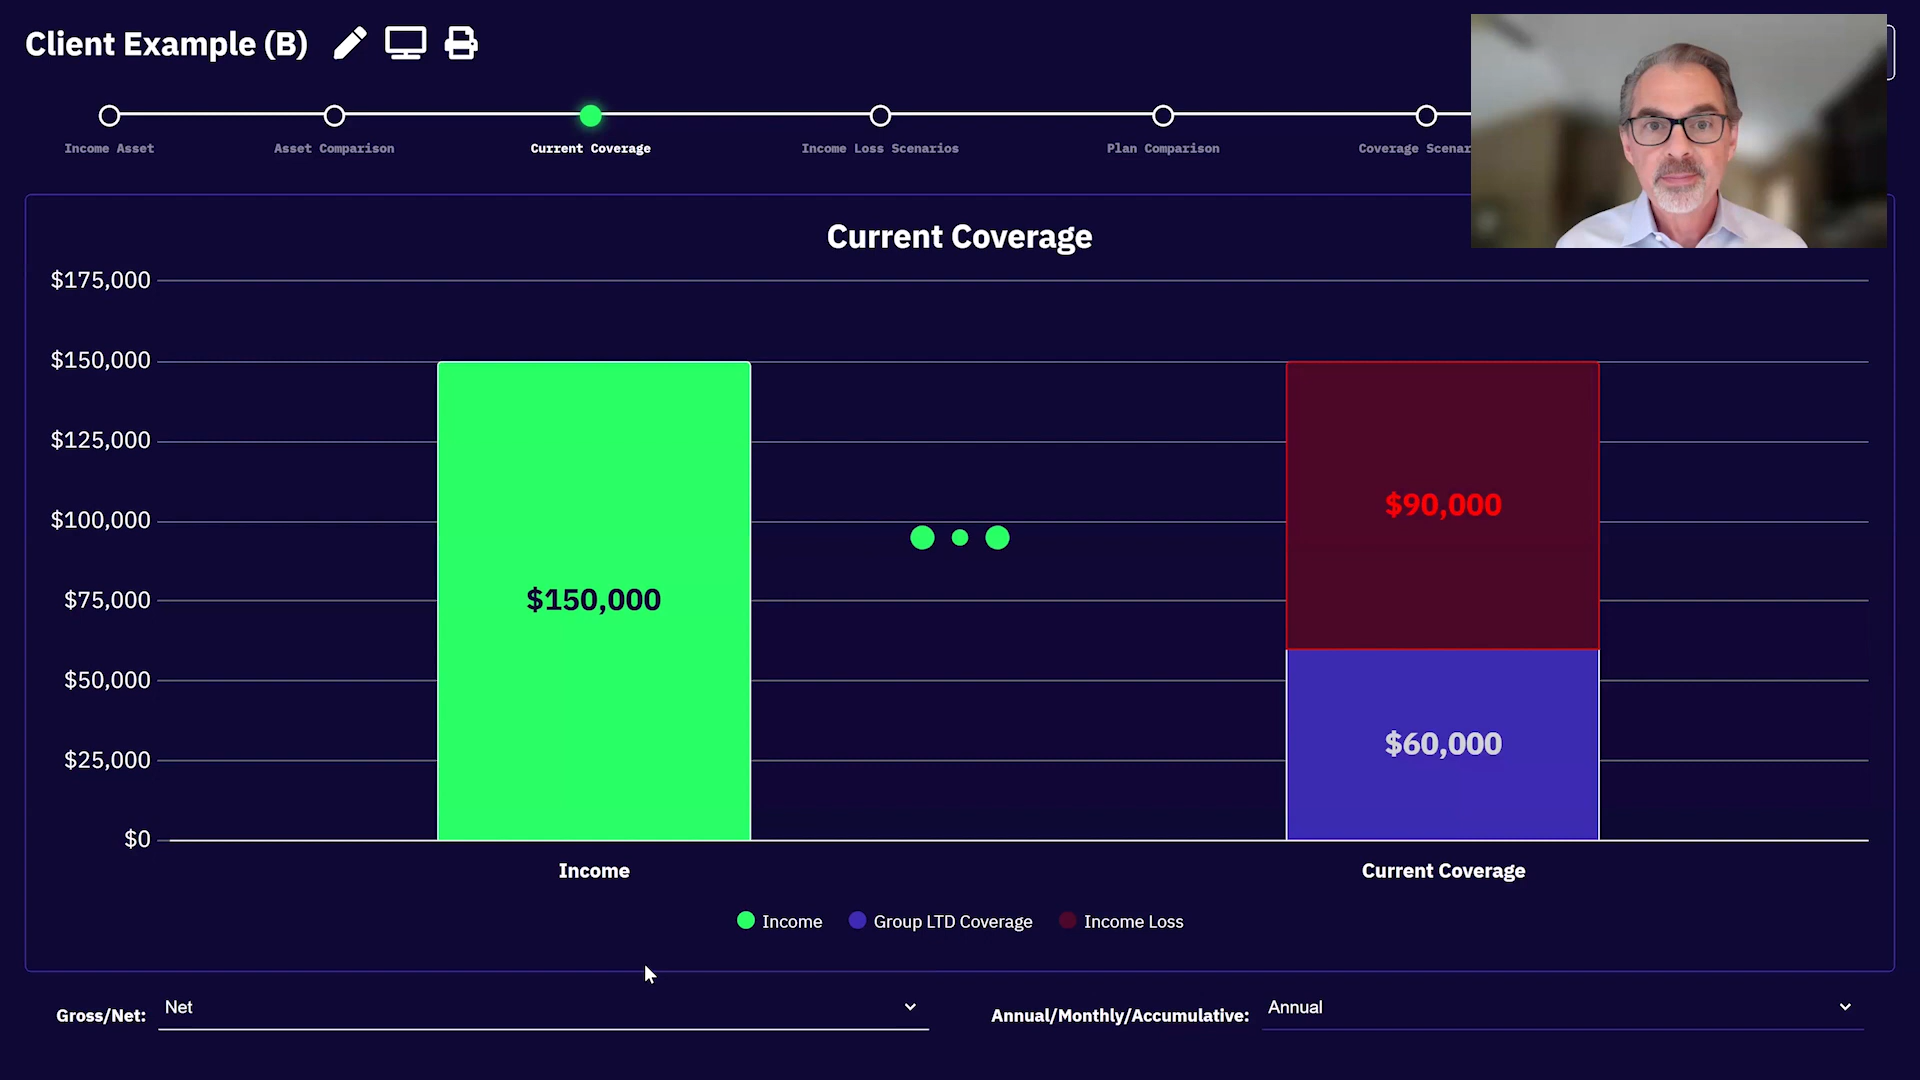 Client Example (B)
Income Asset
Asset Comparison
Current Coverage
Income Loss Scenarios
Plan Comparison
Coverage Scenar
Current Coverage
$175,000
$150,000
$125,000
$100,000
$75,000
$50,000
$25,000
$0
$150,000
$90,000
$60,000
Income
Current Coverage
Income
Group LTD Coverage
Income Loss
Gross/Net:
Net
Annual/Monthly/Accumulative:
Annual